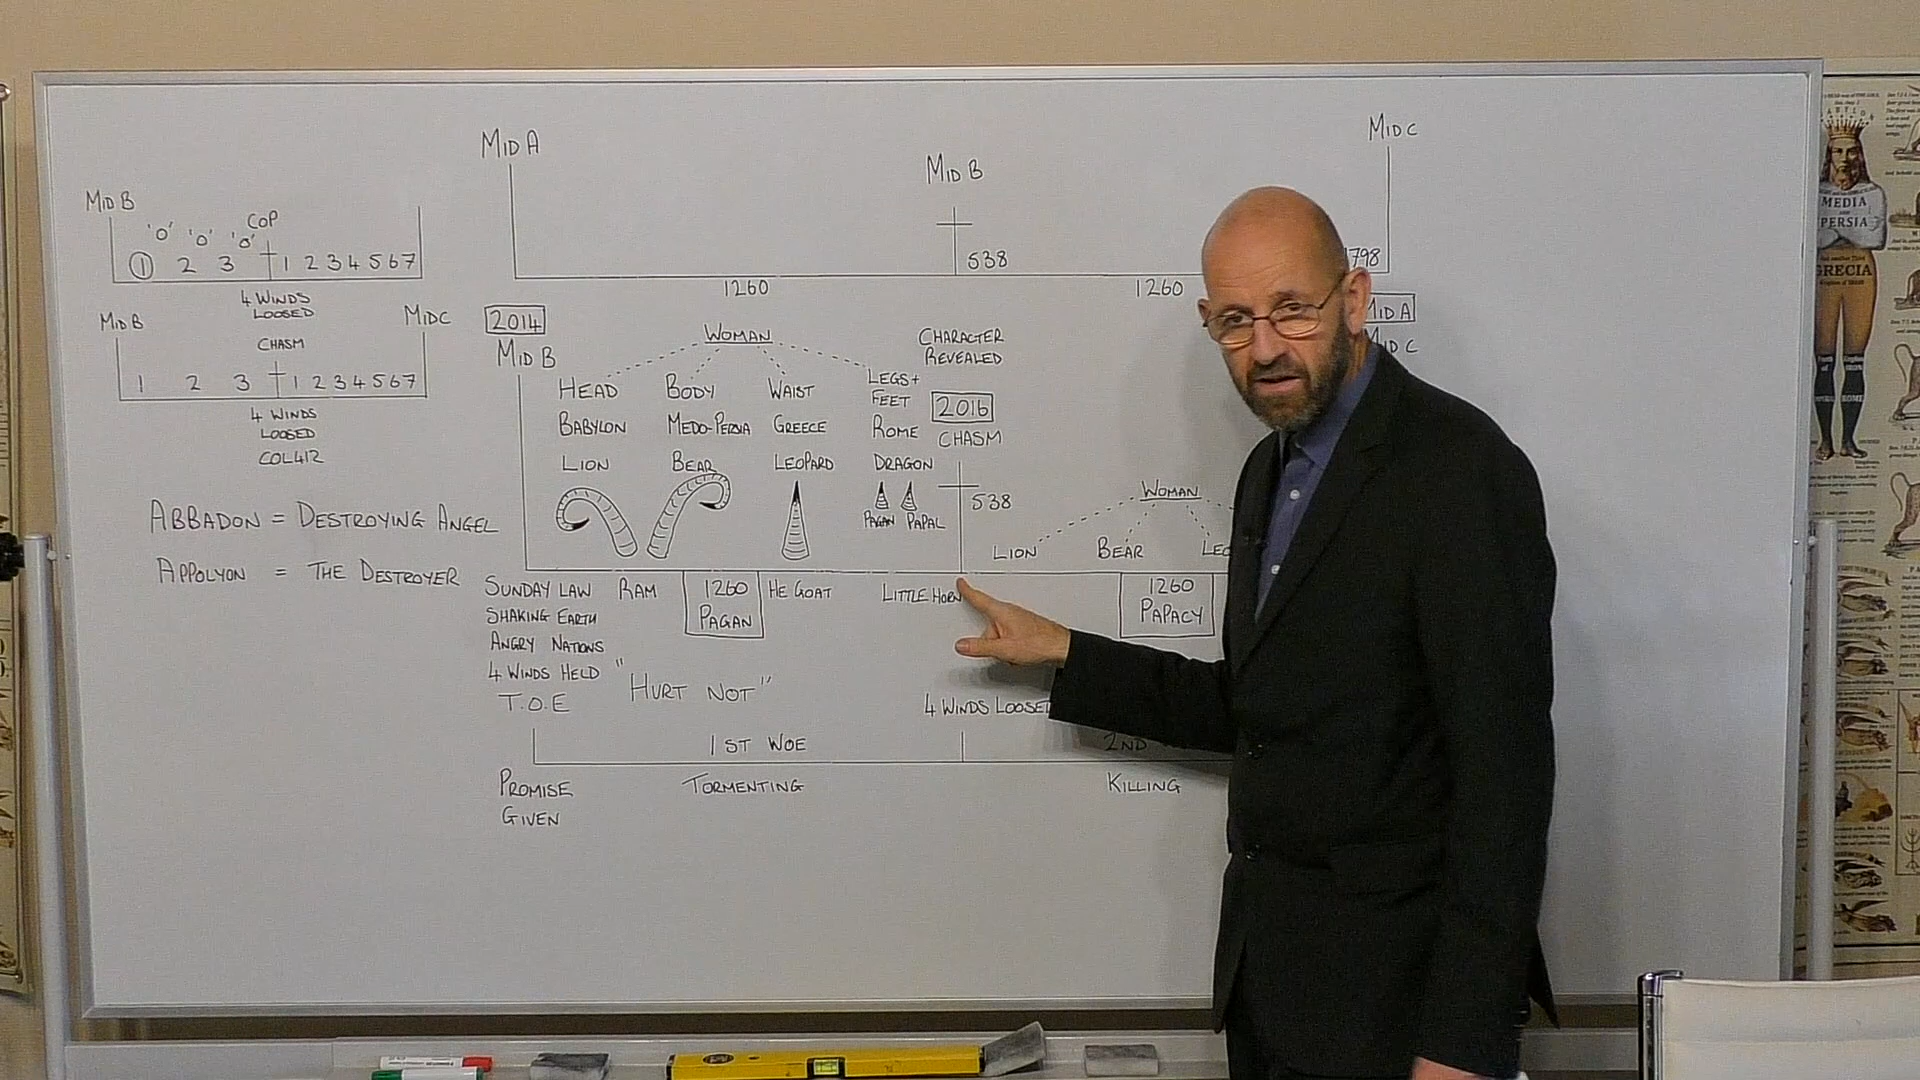 MID B
'0' '0' '0' COP
1 2 3 1 2 3 4 5 6 7
4 WINDS
LOOSED
MID B MID C
CHASM
1 2 3 1 2 3 4 5 6 7
4 WINDS
LOOSED
COL412
ABBADON = DESTROYING ANGEL
APPOLYON = THE DESTROYER
MID A MID B MID C
538
1260 1260
2014
MID B
WOMAN
CHARACTER
REVEALED
MID A
HEAD BODY WAIST LEGS+
FEET
BABYLON MEDO-PERSIA GREECE ROME
2016
CHASM
LION BEAR LEOPARD DRAGON
PAGAN PAPAL
538
WOMAN
LION BEAR
SUNDAY LAW RAM 1260 HE GOAT LITTLE HORN 1260
PAGAN PAPACY
SHAKING EARTH
ANGRY NATIONS
4 WINDS HELD
T.O.E
"HURT NOT"
4 WINDS LOOSED
1ST WOE 2ND
PROMISE
GIVEN
TORMENTING KILLING
MEDIA
AND
PERSIA
GRECIA